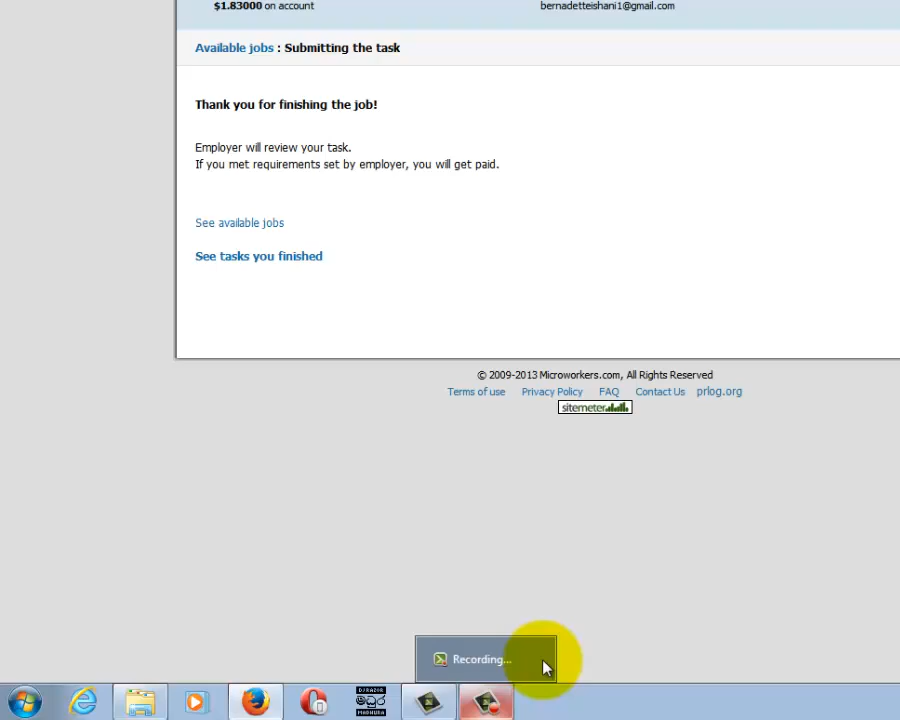 $1.83000 on account
bernadetteishani1@gmail.com
Available jobs : Submitting the task
Thank you for finishing the job!
Employer will review your task.
If you met requirements set by employer, you will get paid.
See available jobs
See tasks you finished
© 2009-2013 Microworkers.com, All Rights Reserved
Terms of use Privacy Policy FAQ Contact Us prlog.org
sitemeter
Recording...